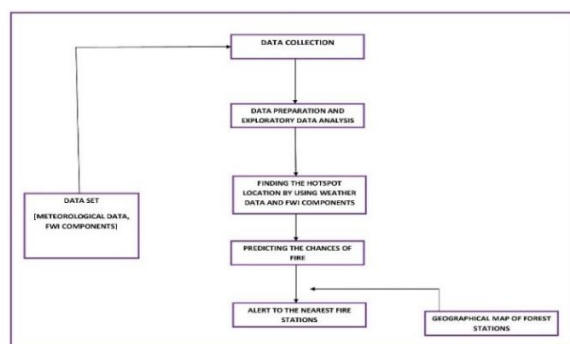 DATA COLLECTION
DATA PREPARATION AND
EXPLORATORY DATA ANALYSIS
FINDING THE HOTSPOT
LOCATION BY USING WEATHER
DATA AND FWI COMPONENTS
DATA SET
[METEOROLOGICAL DATA,
FWI COMPONENTS]
PREDICTING THE CHANCES OF
FIRE
ALERT TO THE NEAREST FIRE
STATIONS
GEOGRAPHICAL MAP OF FOREST
STATIONS